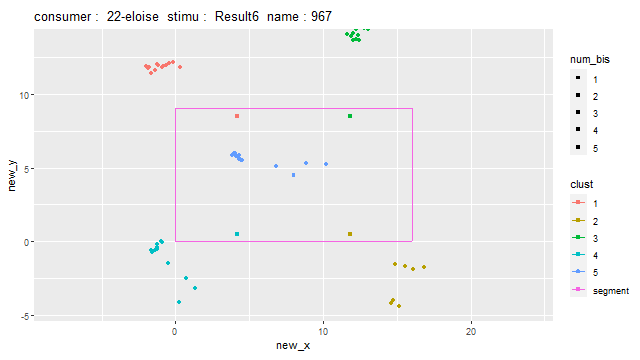 consumer :  22-eloise  stimu :  Result6  name : 967
new_y
10
5
0
-5
0
10
20
new_x
num_bis
1
2
3
4
5
clust
1
2
3
4
5
segment